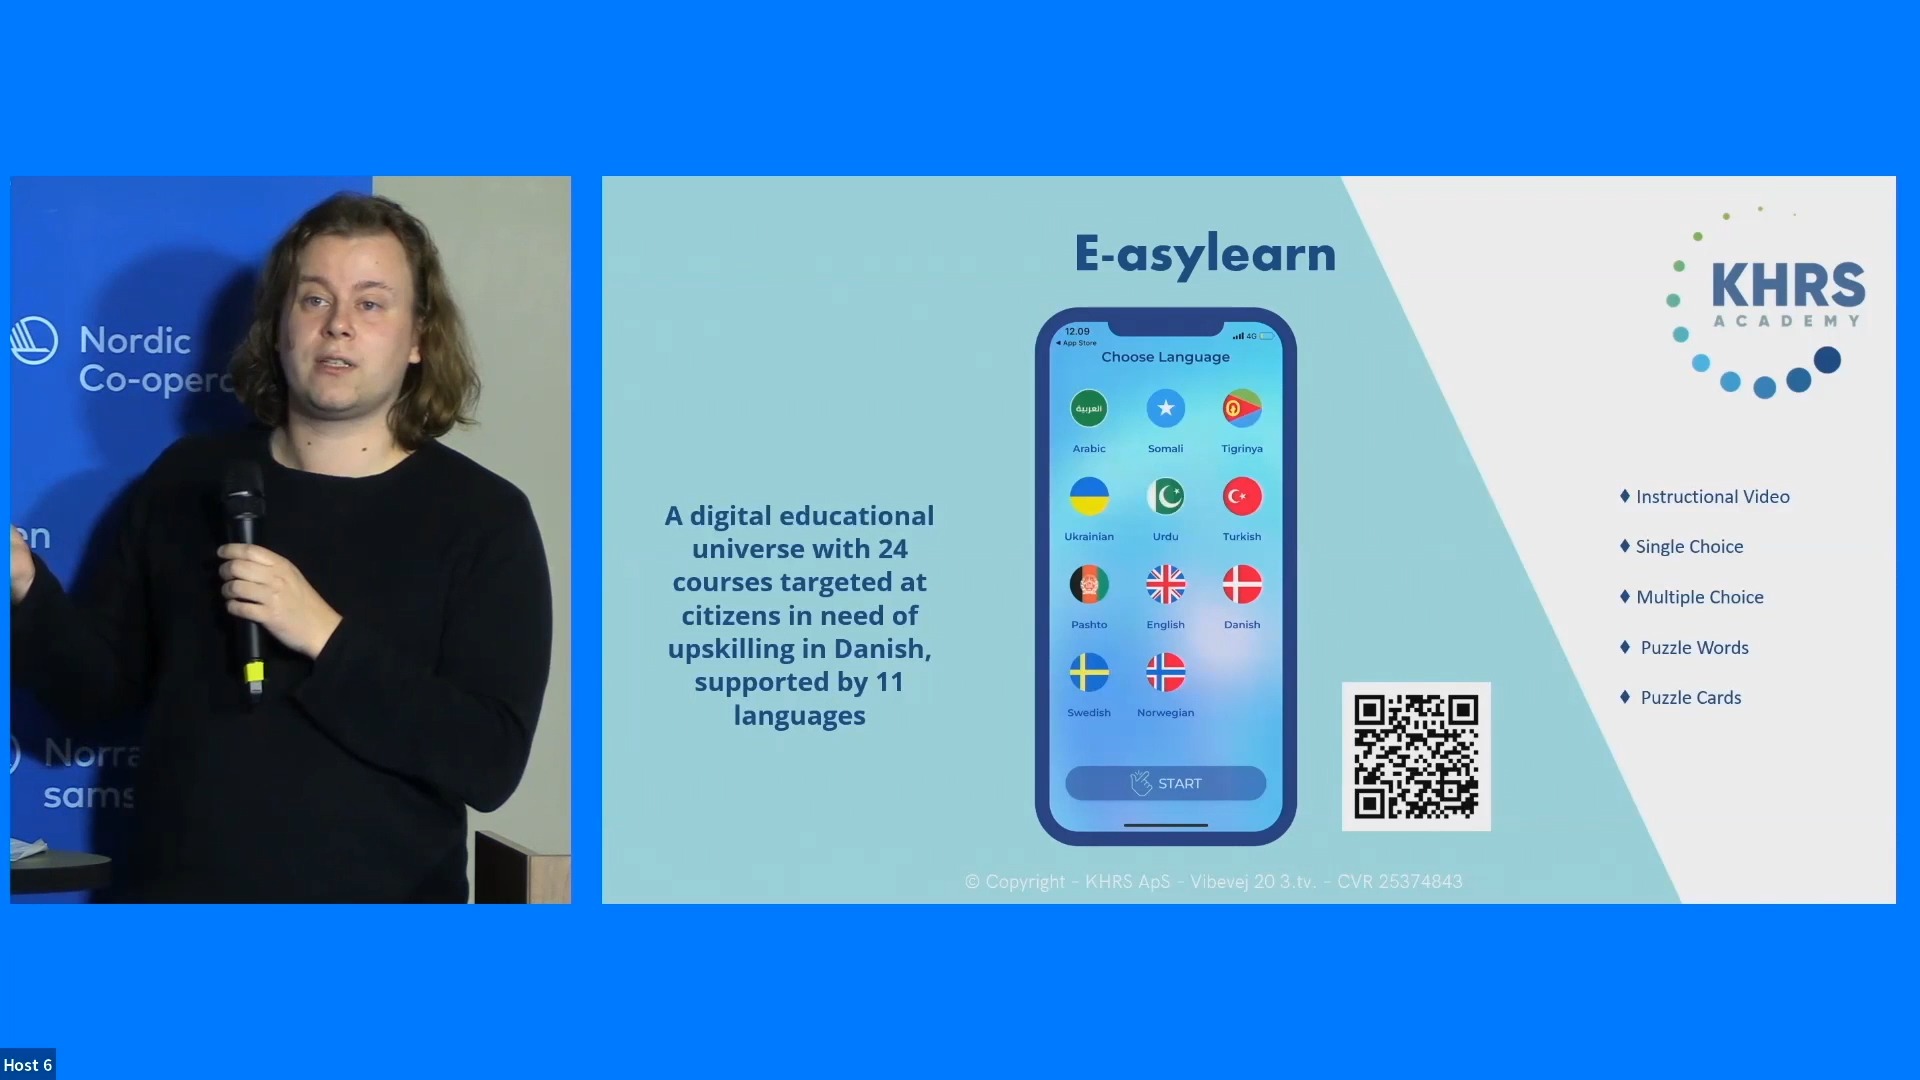 Nordic
Co-oper
en
Norra
sams
E-asylearn
KHRS
ACADEMY
12.09
App Store
4G
Choose Language
العربية
Arabic
Somali
Tigrinya
Ukrainian
Urdu
Turkish
Pashto
English
Danish
Swedish
Norwegian
START
A digital educational
universe with 24
courses targeted at
citizens in need of
upskilling in Danish,
supported by 11
languages
♦ Instructional Video
♦ Single Choice
♦ Multiple Choice
♦ Puzzle Words
♦ Puzzle Cards
© Copyright - KHRS ApS - Vibevej 20 3.tv. - CVR 25374843
Host 6